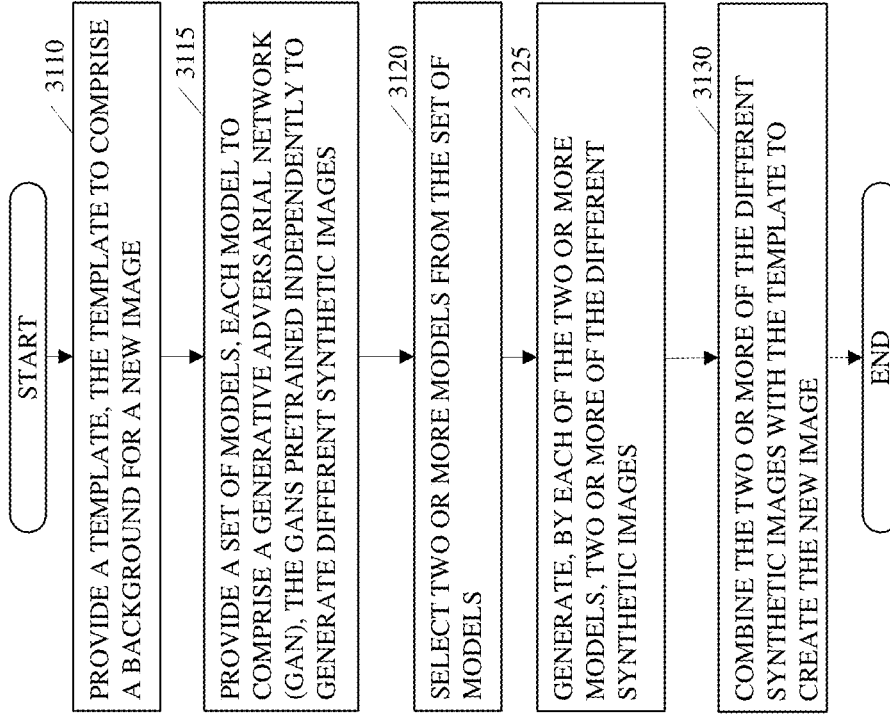 START
3110
PROVIDE A TEMPLATE, THE TEMPLATE TO COMPRISE
A BACKGROUND FOR A NEW IMAGE
3115
PROVIDE A SET OF MODELS, EACH MODEL TO
COMPRISE A GENERATIVE ADVERSARIAL NETWORK
(GAN), THE GANS PRETRAINED INDEPENDENTLY TO
GENERATE DIFFERENT SYNTHETIC IMAGES
3120
SELECT TWO OR MORE MODELS FROM THE SET OF
MODELS
3125
GENERATE, BY EACH OF THE TWO OR MORE
MODELS, TWO OR MORE OF THE DIFFERENT
SYNTHETIC IMAGES
3130
COMBINE THE TWO OR MORE OF THE DIFFERENT
SYNTHETIC IMAGES WITH THE TEMPLATE TO
CREATE THE NEW IMAGE
END